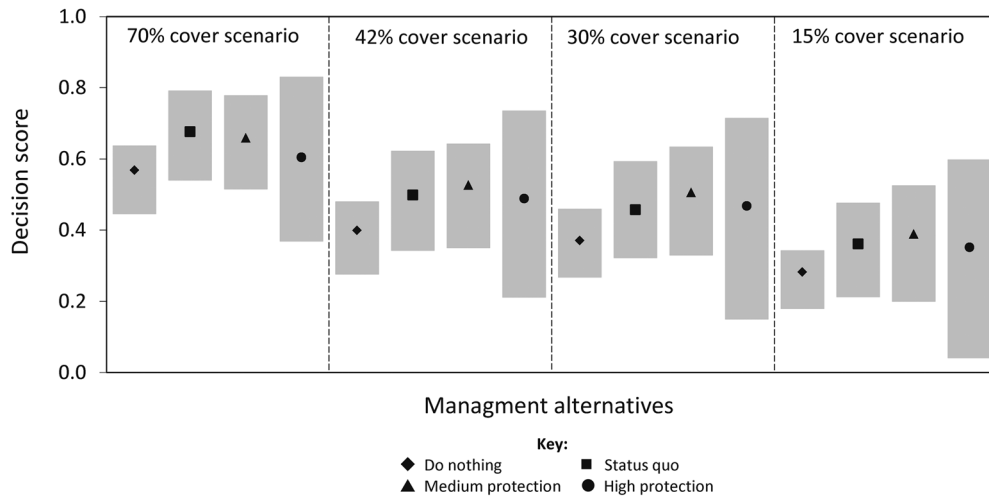 70% cover scenario 42% cover scenario 30% cover scenario 15% cover scenario
Decision score
1.0
0.8
0.6
0.4
0.2
0.0
Managment alternatives
Key:
Do nothing Status quo
Medium protection High protection